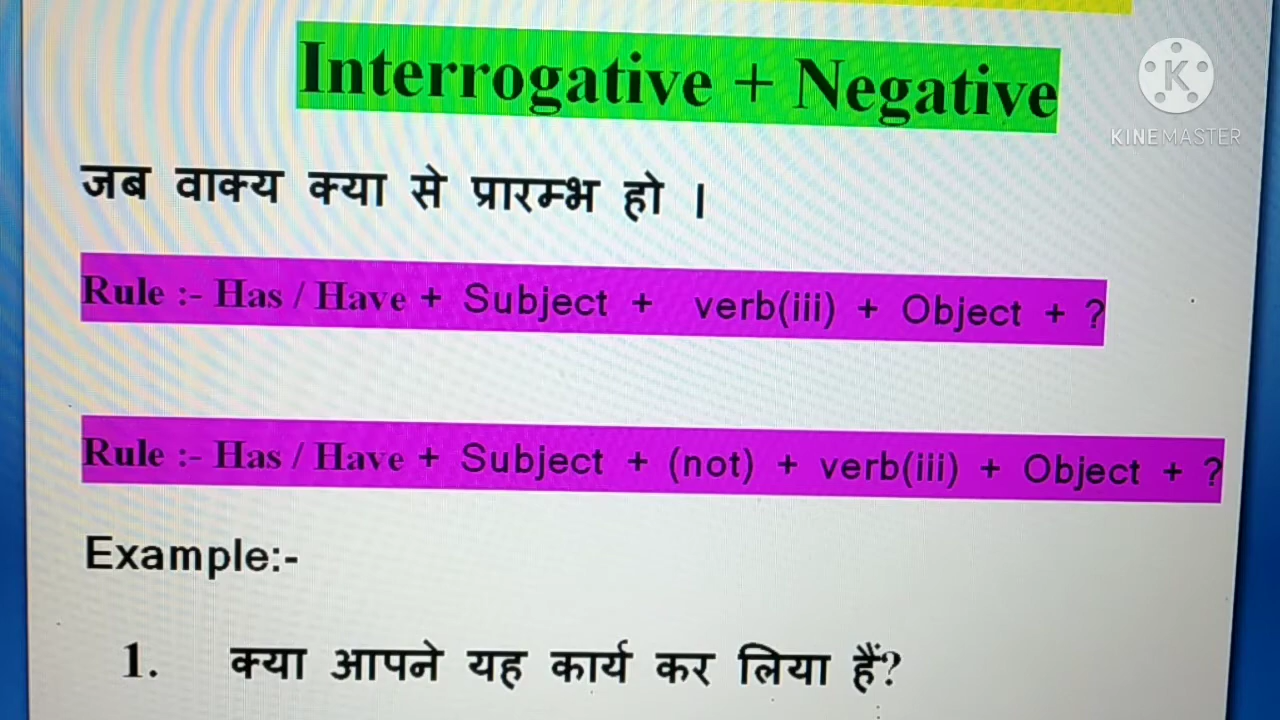 Interrogative + Negative
KINEMASTER
जब वाक्य क्या से प्रारम्भ हो ।
Rule :- Has / Have + Subject + verb(iii) + Object + ?
Rule :- Has / Have + Subject + (not) + verb(iii) + Object + ?
Example:-
1. क्या आपने यह कार्य कर लिया हैं?